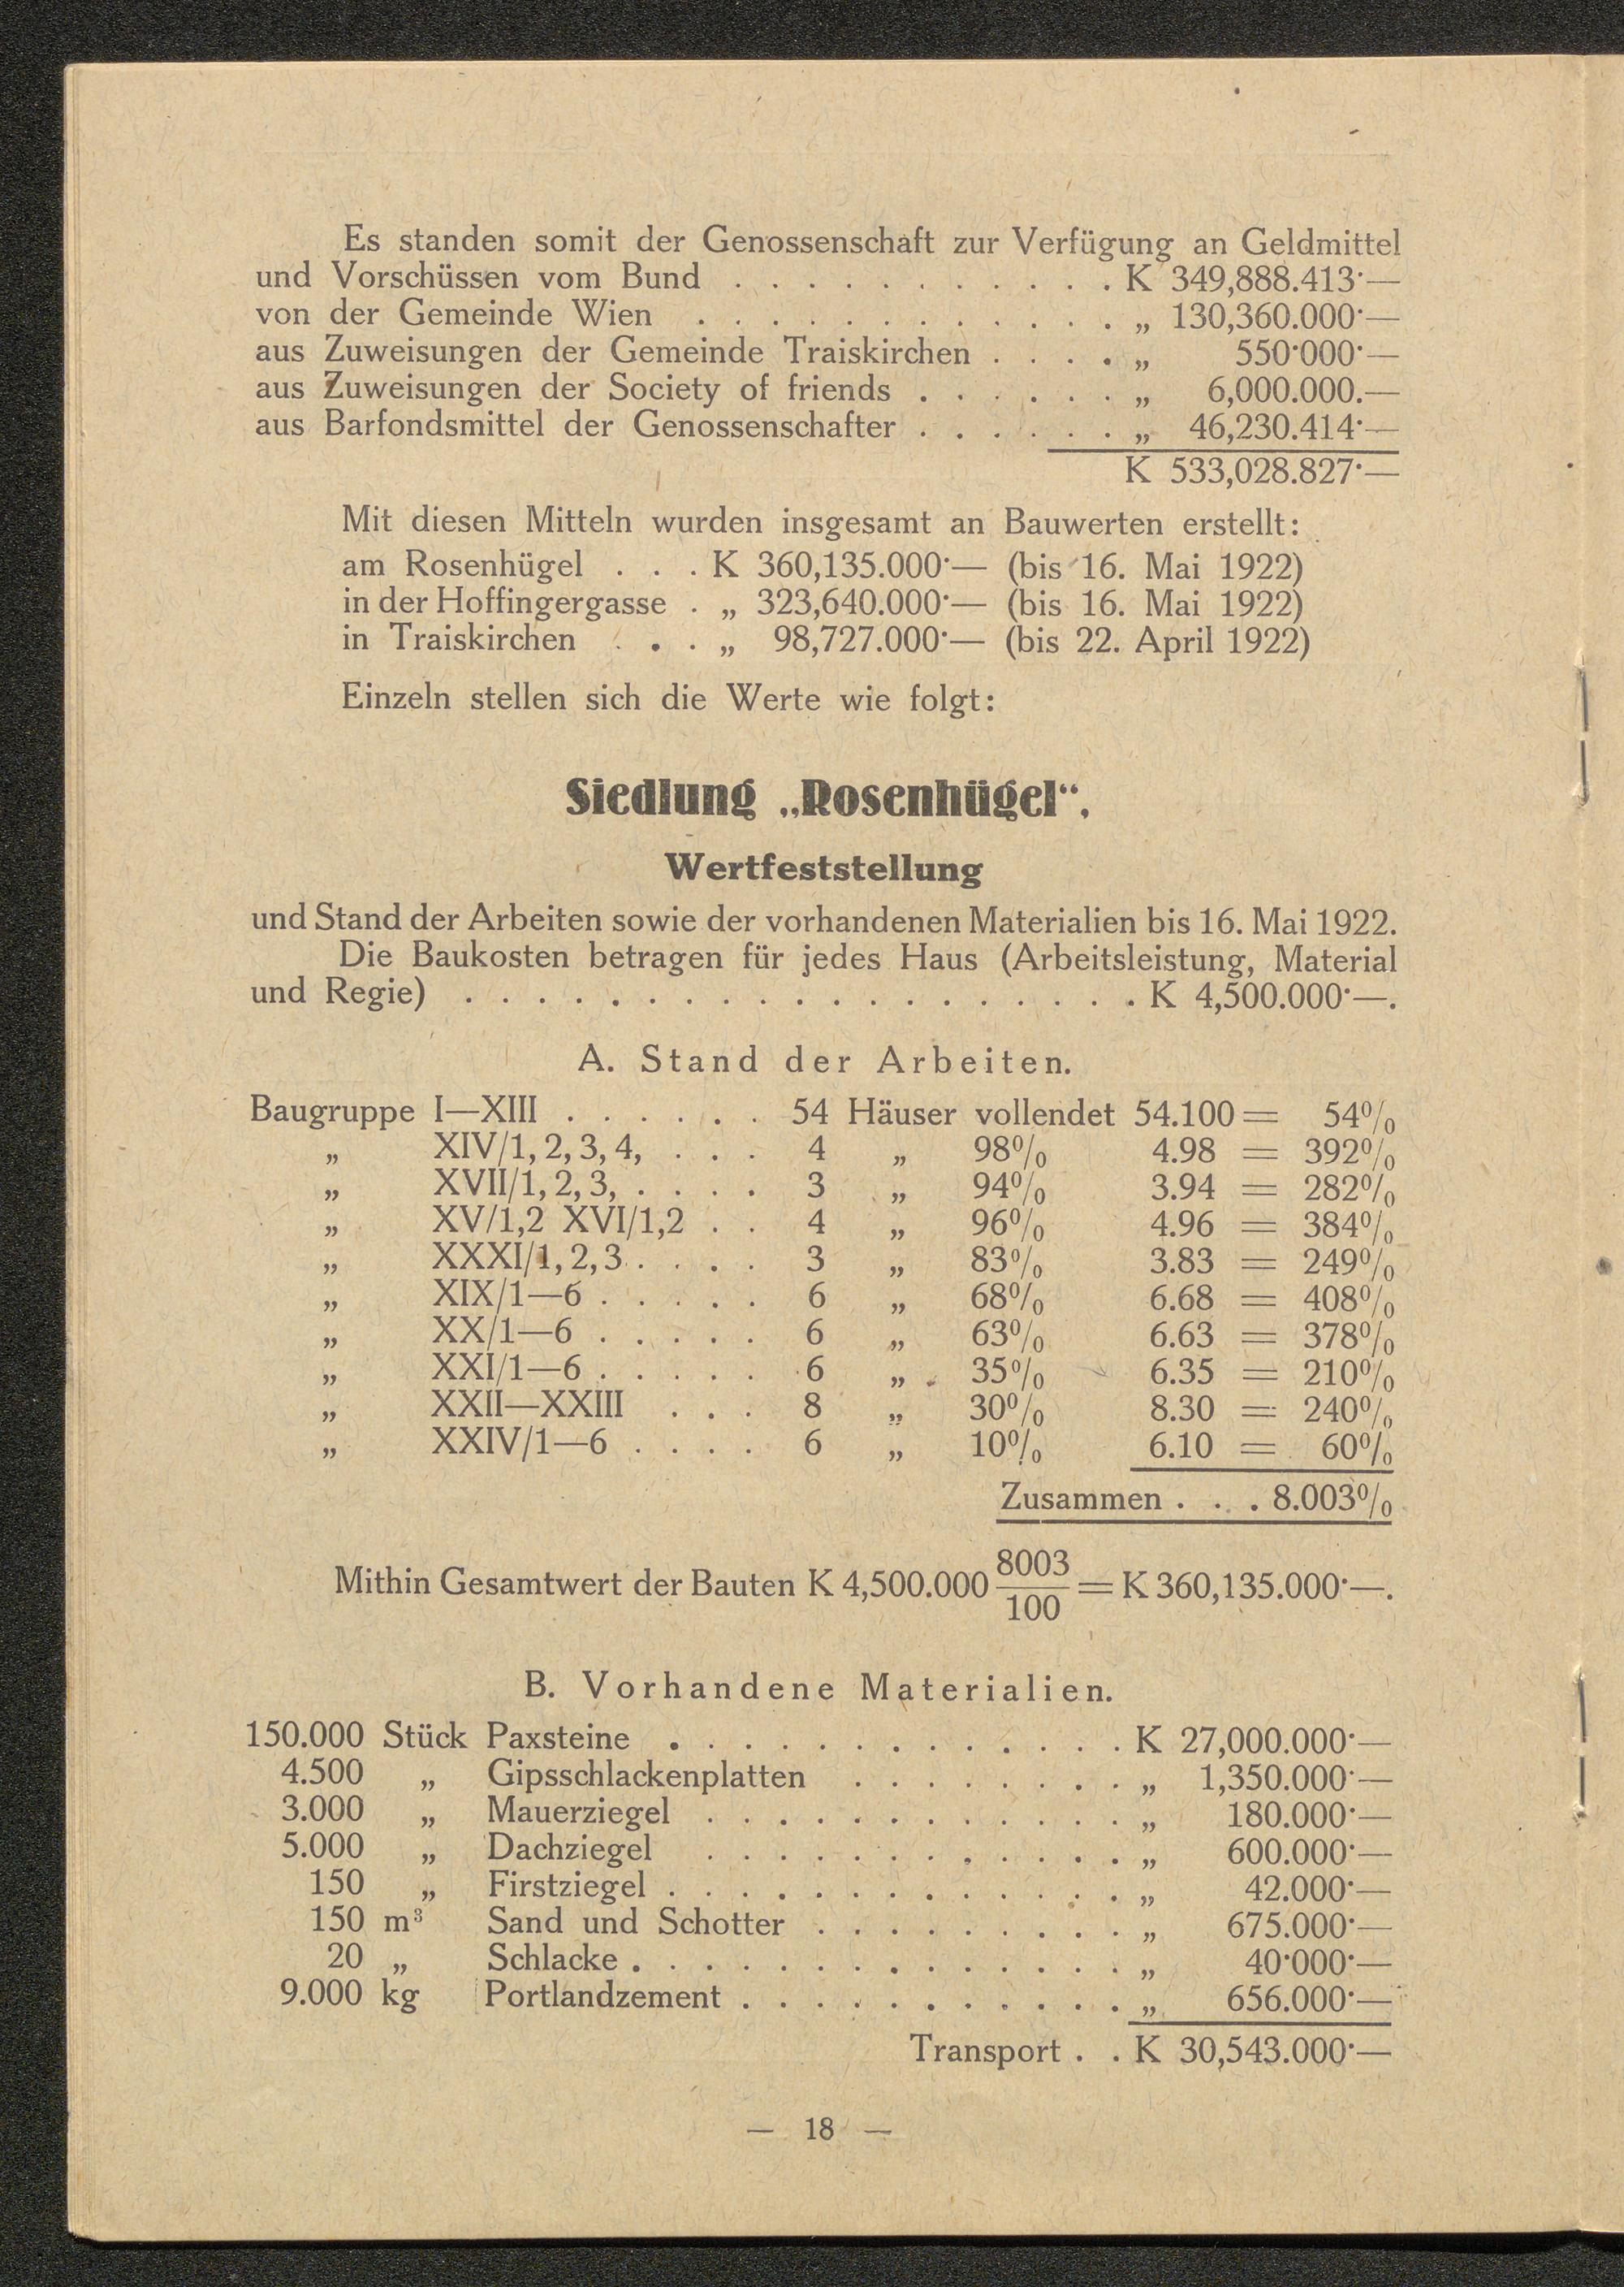 Es standen somit der Genossenschaft zur Verfügung an Geldmittel
und Vorschüssen vom Bund . . . . . . . . . . . K 349,888.413·—
von der Gemeinde Wien . . . . . . . . . . . . „ 130,360.000·—
aus Zuweisungen der Gemeinde Traiskirchen . . . . „ 550·000·—
aus Zuweisungen der Society of friends . . . . . . „ 6,000.000.—
aus Barfondsmittel der Genossenschafter . . . . . . „ 46,230.414·—
K 533,028.827·—
Mit diesen Mitteln wurden insgesamt an Bauwerten erstellt:
am Rosenhügel . . . K 360,135.000·— (bis 16. Mai 1922)
in der Hoffingergasse . „ 323,640.000·— (bis 16. Mai 1922)
in Traiskirchen . . . „ 98,727.000·— (bis 22. April 1922)
Einzeln stellen sich die Werte wie folgt:
Siedlung „Rosenhügel“.
Wertfeststellung
und Stand der Arbeiten sowie der vorhandenen Materialien bis 16. Mai 1922.
Die Baukosten betragen für jedes Haus (Arbeitsleistung, Material
und Regie) . . . . . . . . . . . . . . . . . . . K 4,500.000·—.
A. Stand der Arbeiten.
Baugruppe I—XIII . . . . . . 54 Häuser vollendet 54.100 = 54%
„ XIV/1, 2, 3, 4, . . . 4 „ 98% 4.98 = 392%
„ XVII/1, 2, 3, . . . . 3 „ 94% 3.94 = 282%
„ XV/1,2 XVI/1,2 . . 4 „ 96% 4.96 = 384%
„ XXXI/1, 2, 3 . . . . 3 „ 83% 3.83 = 249%
„ XIX/1—6 . . . . . 6 „ 68% 6.68 = 408%
„ XX/1—6 . . . . . 6 „ 63% 6.63 = 378%
„ XXI/1—6 . . . . . 6 „ 35% 6.35 = 210%
„ XXII—XXIII . . . 8 „ 30% 8.30 = 240%
„ XXIV/1—6 . . . . 6 „ 10% 6.10 = 60%
Zusammen . . . 8.003%
Mithin Gesamtwert der Bauten K 4,500.000 8003/100 = K 360,135.000·—.
B. Vorhandene Materialien.
150.000 Stück Paxsteine . . . . . . . . . . . . . K 27,000.000·—
4.500 „ Gipsschlackenplatten . . . . . . . . „ 1,350.000·—
3.000 „ Mauerziegel . . . . . . . . . . . . „ 180.000·—
5.000 „ Dachziegel . . . . . . . . . . . . „ 600.000·—
150 „ Firstziegel . . . . . . . . . . . . . „ 42.000·—
150 m³ Sand und Schotter . . . . . . . . . „ 675.000·—
20 „ Schlacke . . . . . . . . . . . . . . „ 40·000·—
9.000 kg Portlandzement . . . . . . . . . . . „ 656.000·—
Transport . . K 30,543.000·—
— 18 —